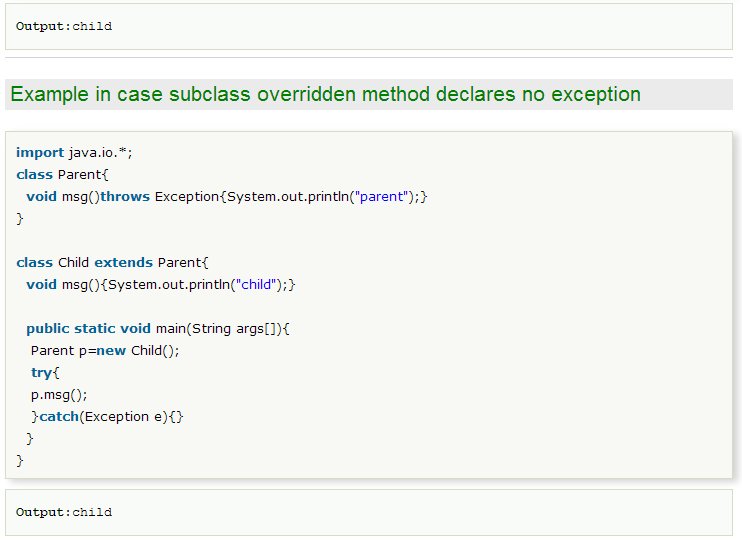 Output:child
Example in case subclass overridden method declares no exception
import java.io.*;
class Parent{
void msg()throws Exception{System.out.println("parent");}
}
class Child extends Parent{
void msg(){System.out.println("child");}
public static void main(String args[]){
Parent p=new Child();
try{
p.msg();
}catch(Exception e){}
}
}
Output:child